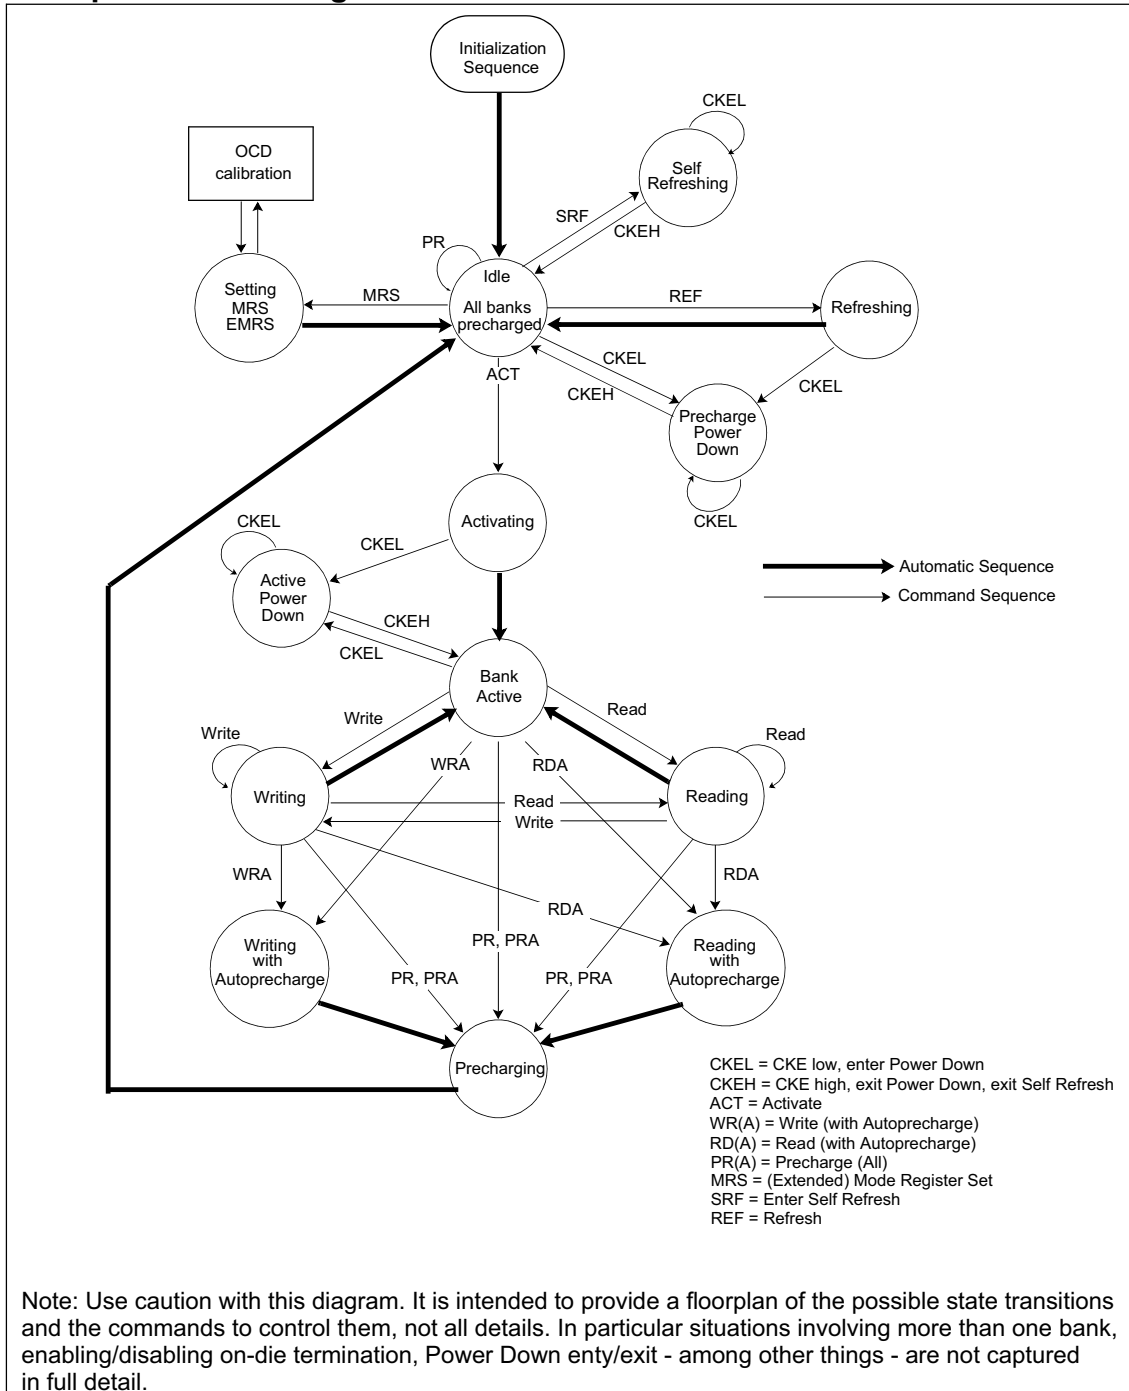 Initialization
Sequence
CKEL
OCD
calibration
Self
Refreshing
SRF
CKEH
PR
Idle
Setting
MRS
EMRS
MRS
All banks
precharged
REF
Refreshing
CKEL
CKEH
CKEL
ACT
Precharge
Power
Down
CKEL
Activating
CKEL
CKEL
Active
Power
Down
Automatic Sequence
Command Sequence
CKEH
CKEL
Bank
Active
Write
Read
Write
Read
WRA
RDA
Writing
Read
Reading
Write
WRA
RDA
RDA
Writing
with
Autoprecharge
PR, PRA
Reading
with
Autoprecharge
PR, PRA
PR, PRA
Precharging
CKEL = CKE low, enter Power Down
CKEH = CKE high, exit Power Down, exit Self Refresh
ACT = Activate
WR(A) = Write (with Autoprecharge)
RD(A) = Read (with Autoprecharge)
PR(A) = Precharge (All)
MRS = (Extended) Mode Register Set
SRF = Enter Self Refresh
REF = Refresh
Note: Use caution with this diagram. It is intended to provide a floorplan of the possible state transitions
and the commands to control them, not all details. In particular situations involving more than one bank,
enabling/disabling on-die termination, Power Down enty/exit - among other things - are not captured
in full detail.